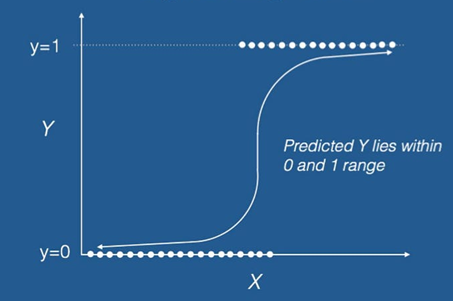 y=1
Y
Predicted Y lies within
0 and 1 range
y=0
X